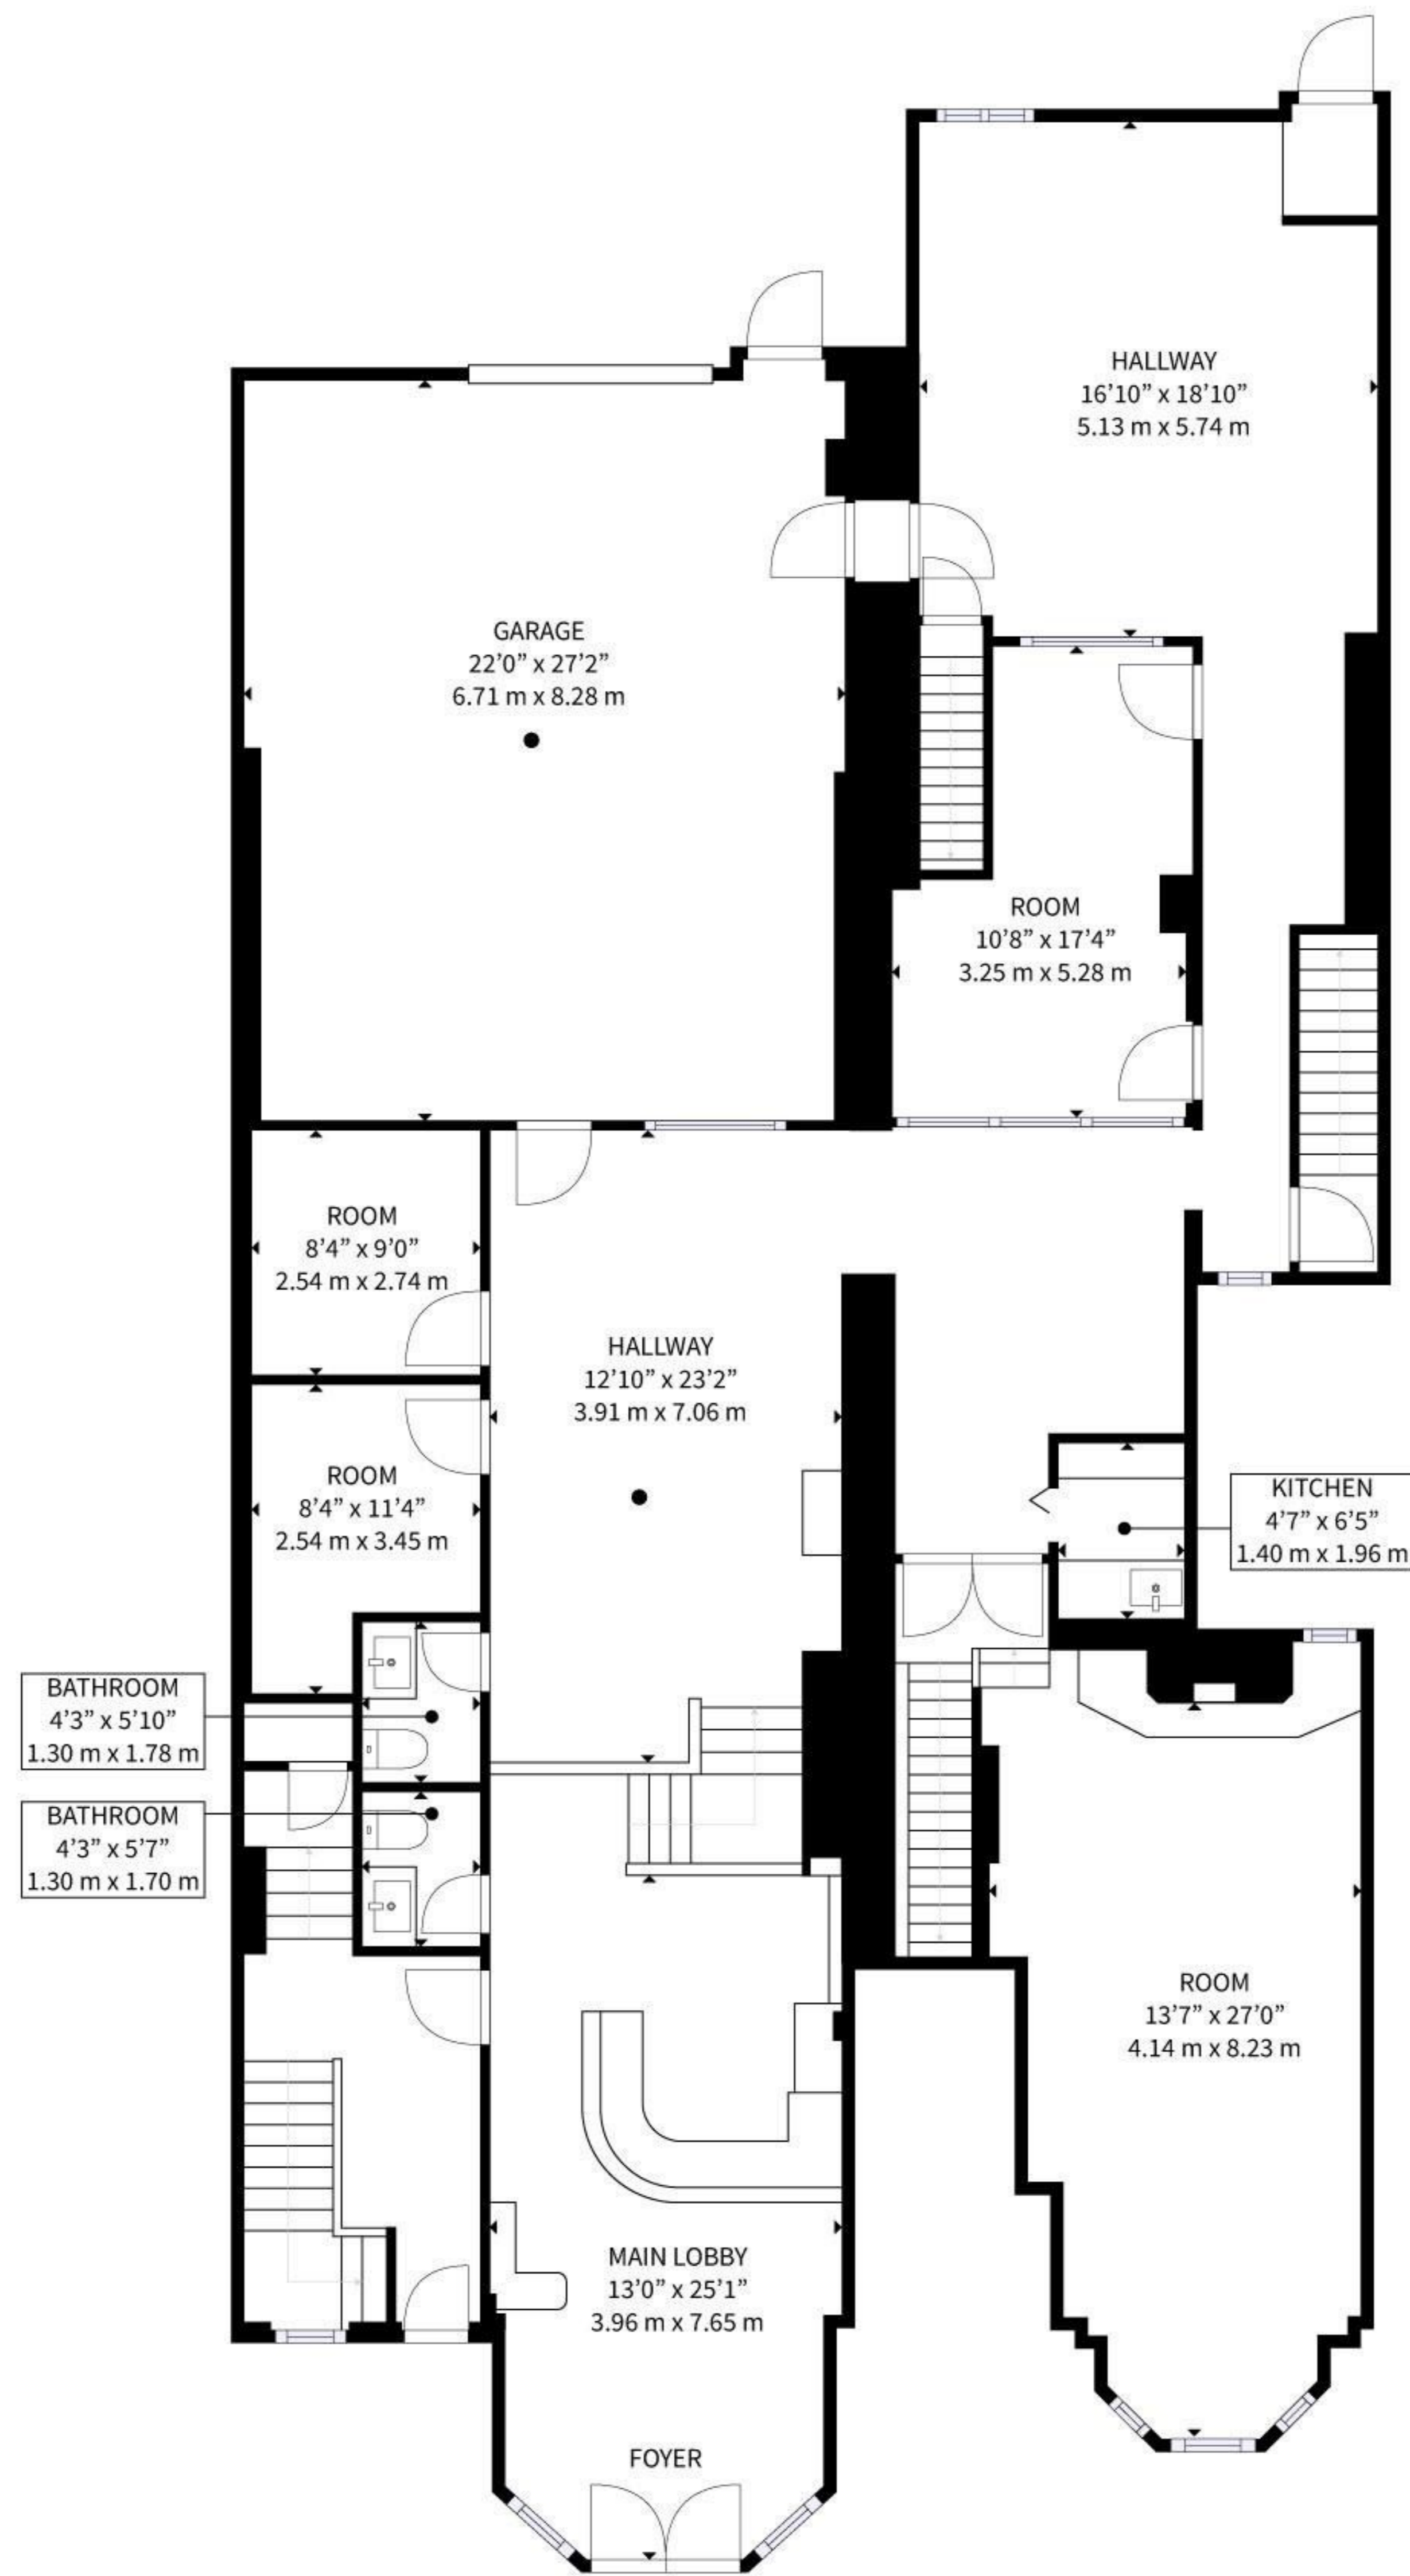 HALLWAY
16’10” x 18’10”
5.13 m x 5.74 m
GARAGE
22’0” x 27’2”
6.71 m x 8.28 m
ROOM
10’8” x 17’4”
3.25 m x 5.28 m
ROOM
8’4” x 9’0”
2.54 m x 2.74 m
HALLWAY
12’10” x 23’2”
3.91 m x 7.06 m
ROOM
8’4” x 11’4”
2.54 m x 3.45 m
KITCHEN
4’7” x 6’5”
1.40 m x 1.96 m
BATHROOM
4’3” x 5’10”
1.30 m x 1.78 m
BATHROOM
4’3” x 5’7”
1.30 m x 1.70 m
ROOM
13’7” x 27’0”
4.14 m x 8.23 m
MAIN LOBBY
13’0” x 25’1”
3.96 m x 7.65 m
FOYER